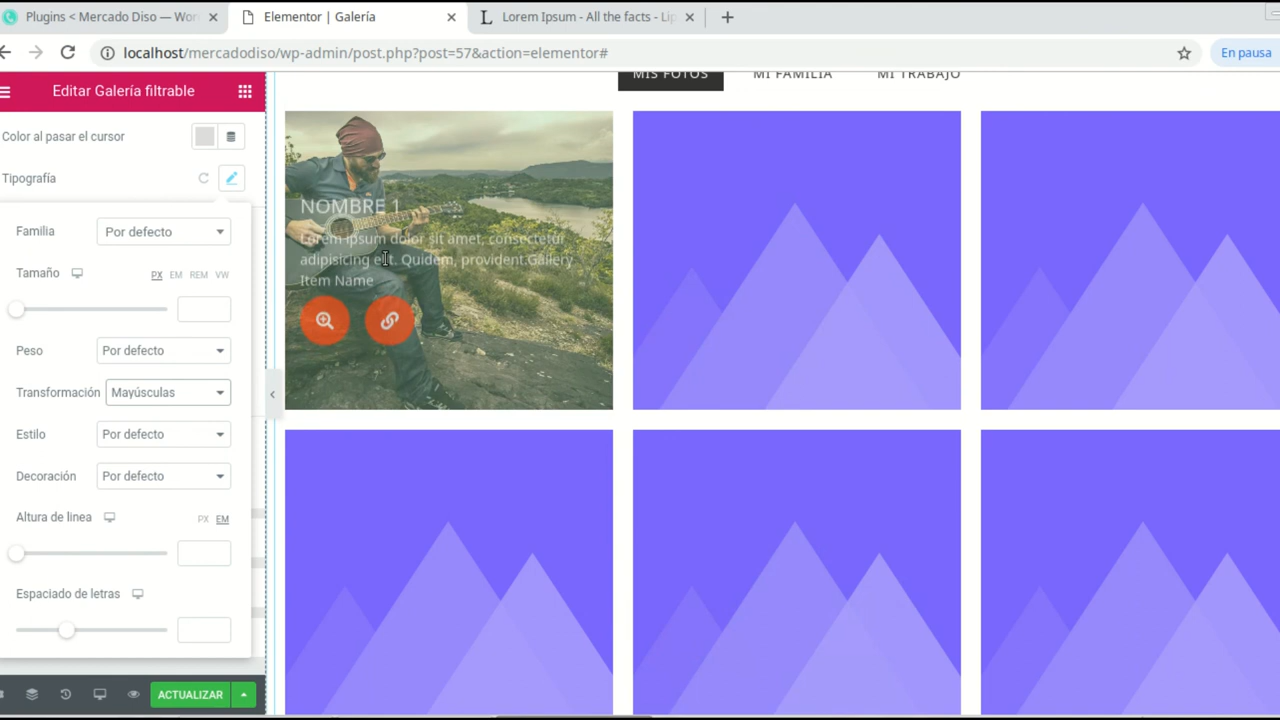 Plugins < Mercado Diso — Wor
Elementor | Galería
Lorem Ipsum - All the facts - Lip
localhost/mercadodiso/wp-admin/post.php?post=57&action=elementor#
En pausa
Editar Galería filtrable
MIS FOTOS
MI FAMILIA
MI TRABAJO
Color al pasar el cursor
Tipografía
Familia
Por defecto
Tamaño
PX EM REM VW
Peso
Por defecto
Transformación
Mayúsculas
Estilo
Por defecto
Decoración
Por defecto
Altura de linea
PX EM
Espaciado de letras
ACTUALIZAR
NOMBRE 1
Lorem ipsum dolor sit amet, consectetur
adipisicing elit. Quidem, provident.Gallery
Item Name